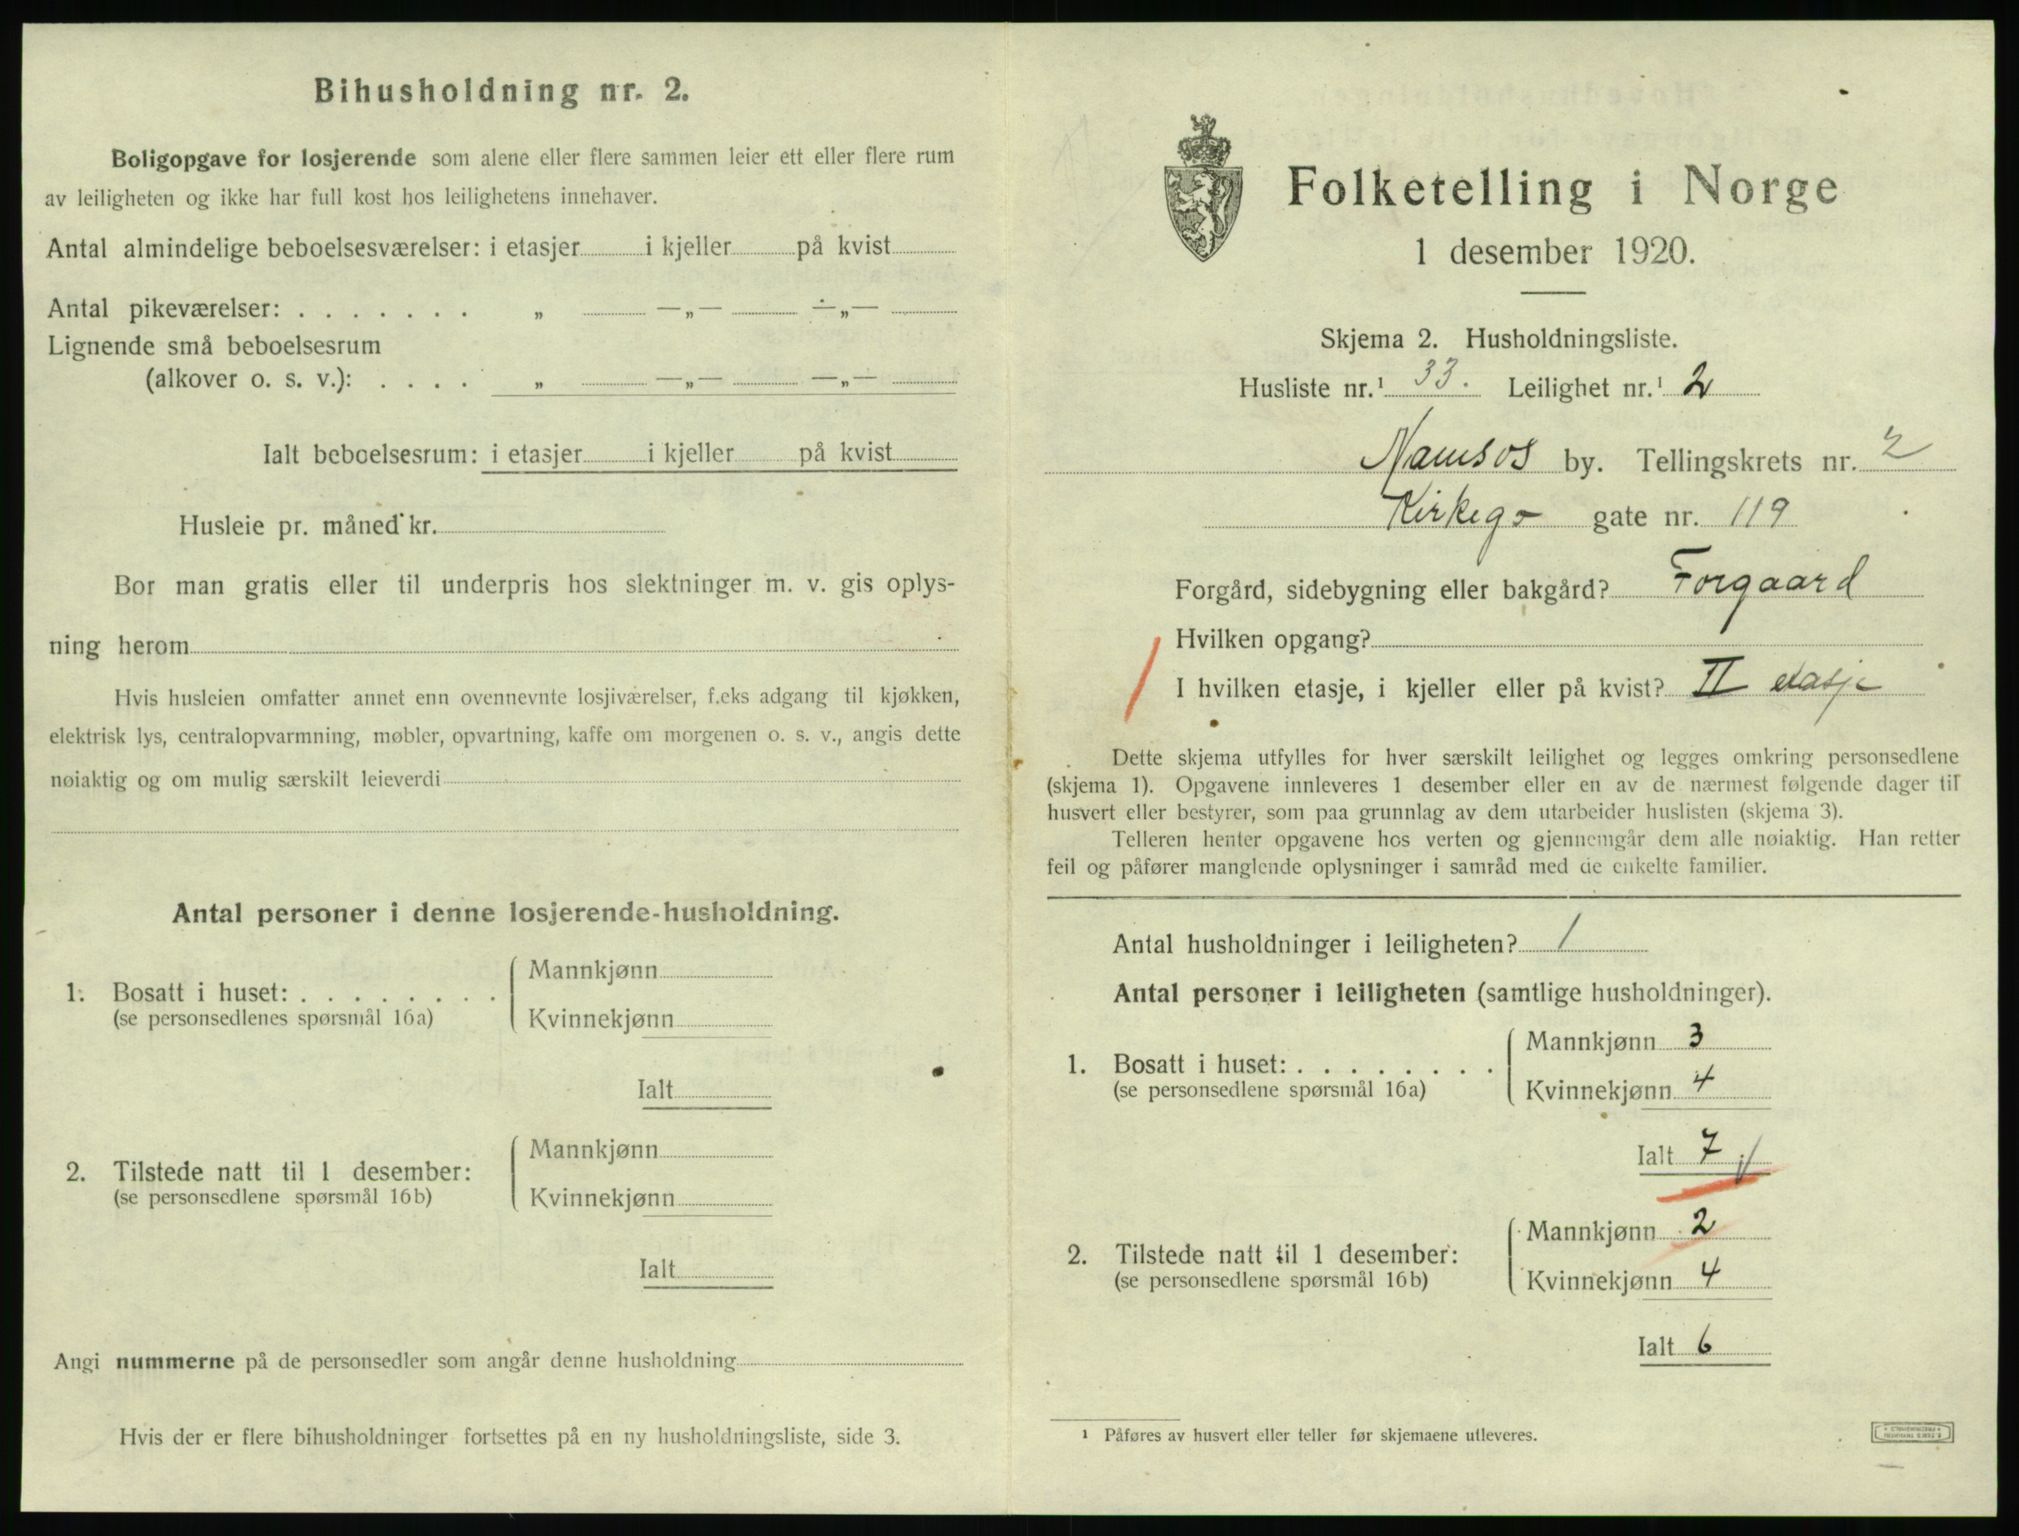 Bihusholdning nr. 2.
Boligopgave for losjerende som alene eller flere sammen leier ett eller flere rum
av leiligheten og ikke har full kost hos leilighetens innehaver.
Antal almindelige beboelsesværelser: i etasjer i kjeller på kvist
Antal pikeværelser: . . . . . . . „ —„— —„—
Lignende små beboelsesrum
(alkover o. s. v.): . . . . „ —„— —„—
Ialt beboelsesrum: i etasjer i kjeller på kvist
Husleie pr. måned kr.
Bor man gratis eller til underpris hos slektninger m. v. gis oplys-
ning herom
Hvis husleien omfatter annet enn ovennevnte losjiværelser, f.eks adgang til kjøkken,
elektrisk lys, centralopvarmning, møbler, opvartning, kaffe om morgenen o. s. v., angis dette
nøiaktig og om mulig særskilt leieverdi
Antal personer i denne losjerende-husholdning.
1. Bosatt i huset: . . . . . . . . Mannkjønn
(se personsedlenes spørsmål 16a) Kvinnekjønn
Ialt
2. Tilstede natt til 1 desember: Mannkjønn
(se personsedlene spørsmål 16b) Kvinnekjønn
Ialt
Angi nummerne på de personsedler som angår denne husholdning
Hvis der er flere bihusholdninger fortsettes på en ny husholdningsliste, side 3.
Folketelling i Norge
1 desember 1920.
Skjema 2. Husholdningsliste.
Husliste nr.¹ 33. Leilighet nr.¹ 2
Namsos by. Tellingskrets nr. 2
Kirkeg- gate nr. 119
Forgård, sidebygning eller bakgård? Forgaard
Hvilken opgang?
I hvilken etasje, i kjeller eller på kvist? II etasje
Dette skjema utfylles for hver særskilt leilighet og legges omkring personsedlene
(skjema 1). Opgavene innleveres 1 desember eller en av de nærmest følgende dager til
husvert eller bestyrer, som paa grunnlag av dem utarbeider huslisten (skjema 3).
Telleren henter opgavene hos verten og gjennemgår dem alle nøiaktig. Han retter
feil og påfører manglende oplysninger i samråd med de enkelte familier.
Antal husholdninger i leiligheten? 1
Antal personer i leiligheten (samtlige husholdninger).
1. Bosatt i huset: . . . . . . . . Mannkjønn 3
(se personsedlene spørsmål 16a) Kvinnekjønn 4
Ialt 7
2. Tilstede natt til 1 desember: Mannkjønn 2
(se personsedlene spørsmål 16b) Kvinnekjønn 4
Ialt 6
¹ Påføres av husvert eller teller før skjemaene utleveres.